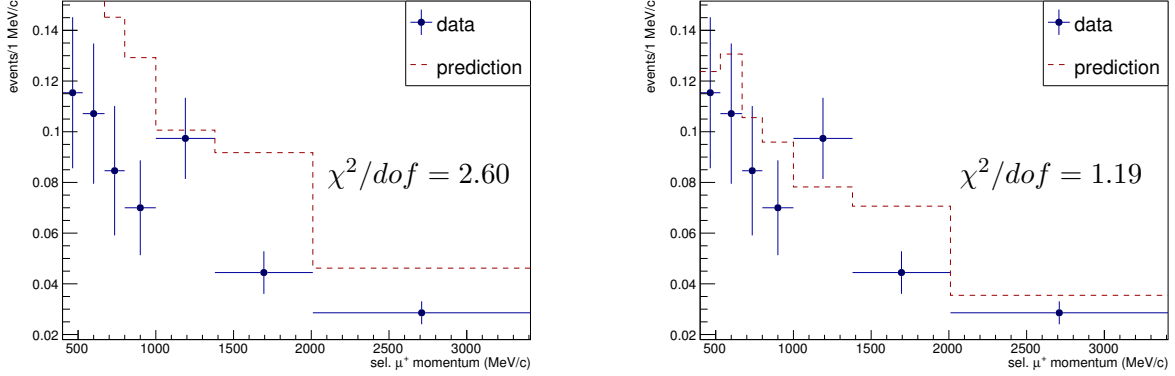 events/1 MeV/c)
0.14
0.12
0.1
0.08
0.06
0.04
0.02
500 1000 1500 2000 2500 3000
sel. μ⁺ momentum (MeV/c)
data
prediction
χ²/dof = 2.60
events/1 MeV/c)
0.14
0.12
0.1
0.08
0.06
0.04
0.02
500 1000 1500 2000 2500 3000
sel. μ⁺ momentum (MeV/c)
data
prediction
χ²/dof = 1.19